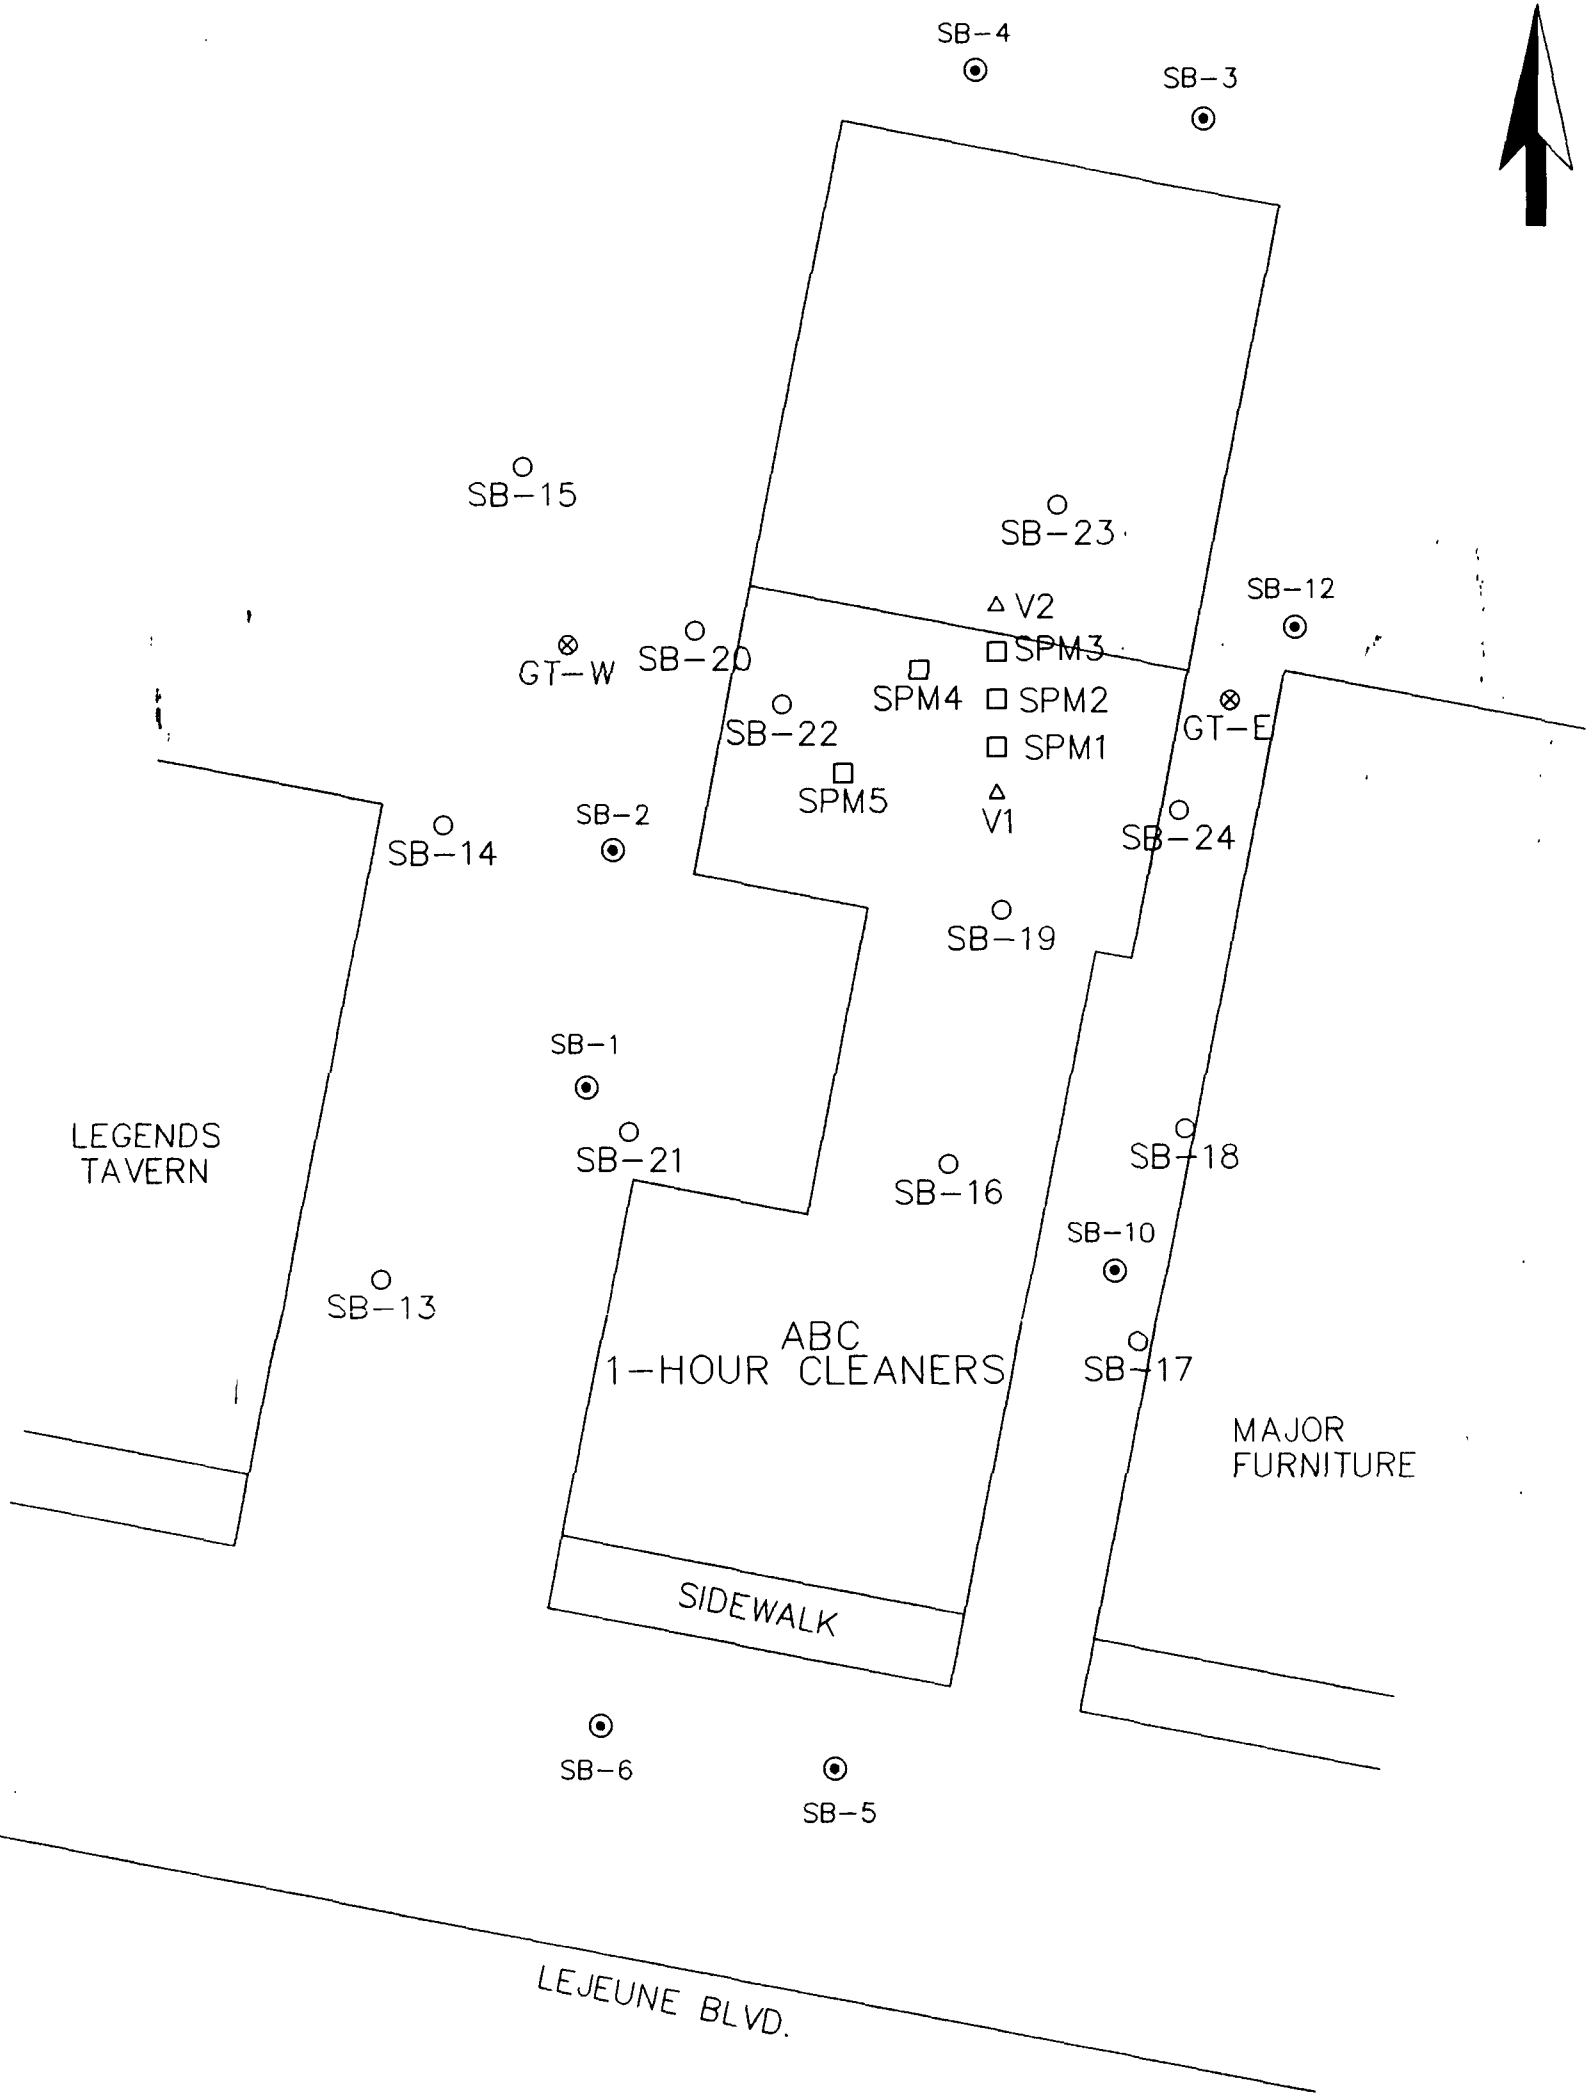 SB-4
SB-3
SB-15
SB-23
SB-12
V2
SPM3
GT-W
SB-20
SPM4
SPM2
SB-22
GT-E
SPM1
SPM5
V1
SB-2
SB-24
SB-14
SB-19
SB-1
LEGENDS
TAVERN
SB-21
SB-18
SB-16
SB-10
SB-13
ABC
1-HOUR CLEANERS
SB-17
MAJOR
FURNITURE
SIDEWALK
SB-6
SB-5
LEJEUNE BLVD.